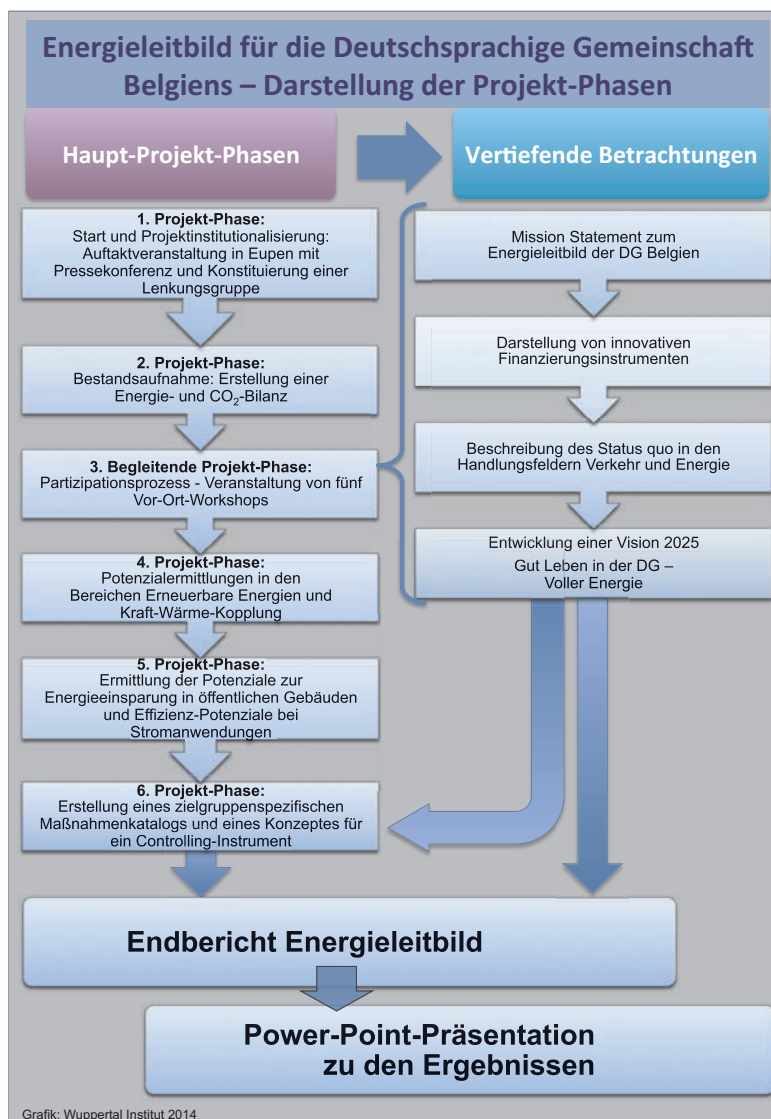 Energieleitbild für die Deutschsprachige Gemeinschaft
Belgiens – Darstellung der Projekt-Phasen
Haupt-Projekt-Phasen
Vertiefende Betrachtungen
1. Projekt-Phase:
Start und Projektinstitutionalisierung:
Auftaktveranstaltung in Eupen mit
Pressekonferenz und Konstituierung einer
Lenkungsgruppe
2. Projekt-Phase:
Bestandsaufnahme: Erstellung einer
Energie- und CO₂-Bilanz
3. Begleitende Projekt-Phase:
Partizipationsprozess - Veranstaltung von fünf
Vor-Ort-Workshops
4. Projekt-Phase:
Potenzialermittlungen in den
Bereichen Erneuerbare Energien und
Kraft-Wärme-Kopplung
5. Projekt-Phase:
Ermittlung der Potenziale zur
Energieeinsparung in öffentlichen Gebäuden
und Effizienz-Potenziale bei
Stromanwendungen
6. Projekt-Phase:
Erstellung eines zielgruppenspezifischen
Maßnahmenkatalogs und eines Konzeptes für
ein Controlling-Instrument
Mission Statement zum
Energieleitbild der DG Belgien
Darstellung von innovativen
Finanzierungsinstrumenten
Beschreibung des Status quo in den
Handlungsfeldern Verkehr und Energie
Entwicklung einer Vision 2025
Gut Leben in der DG –
Voller Energie
Endbericht Energieleitbild
Power-Point-Präsentation
zu den Ergebnissen
Grafik: Wuppertal Institut 2014